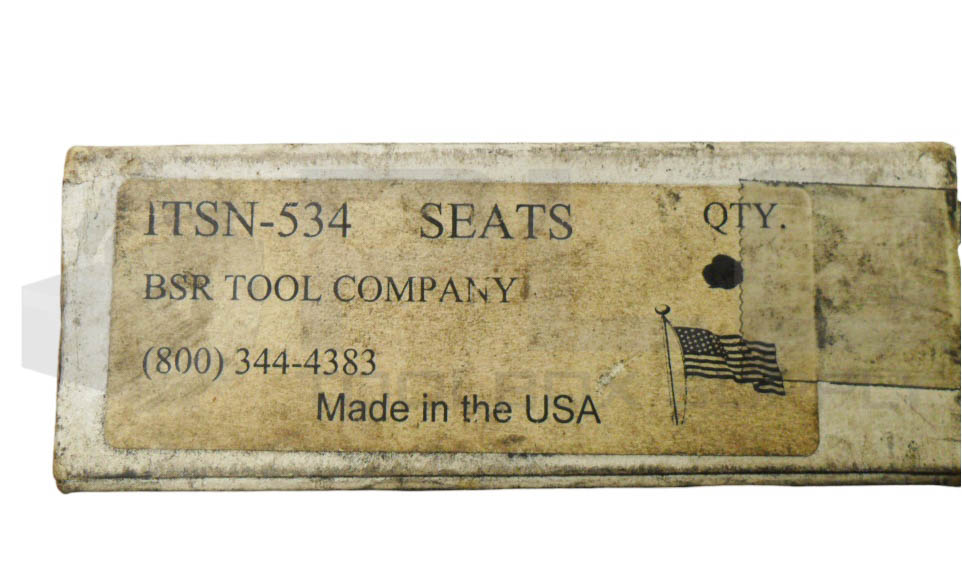 ITSN-534 SEATS QTY.
BSR TOOL COMPANY
(800) 344-4383
Made in the USA